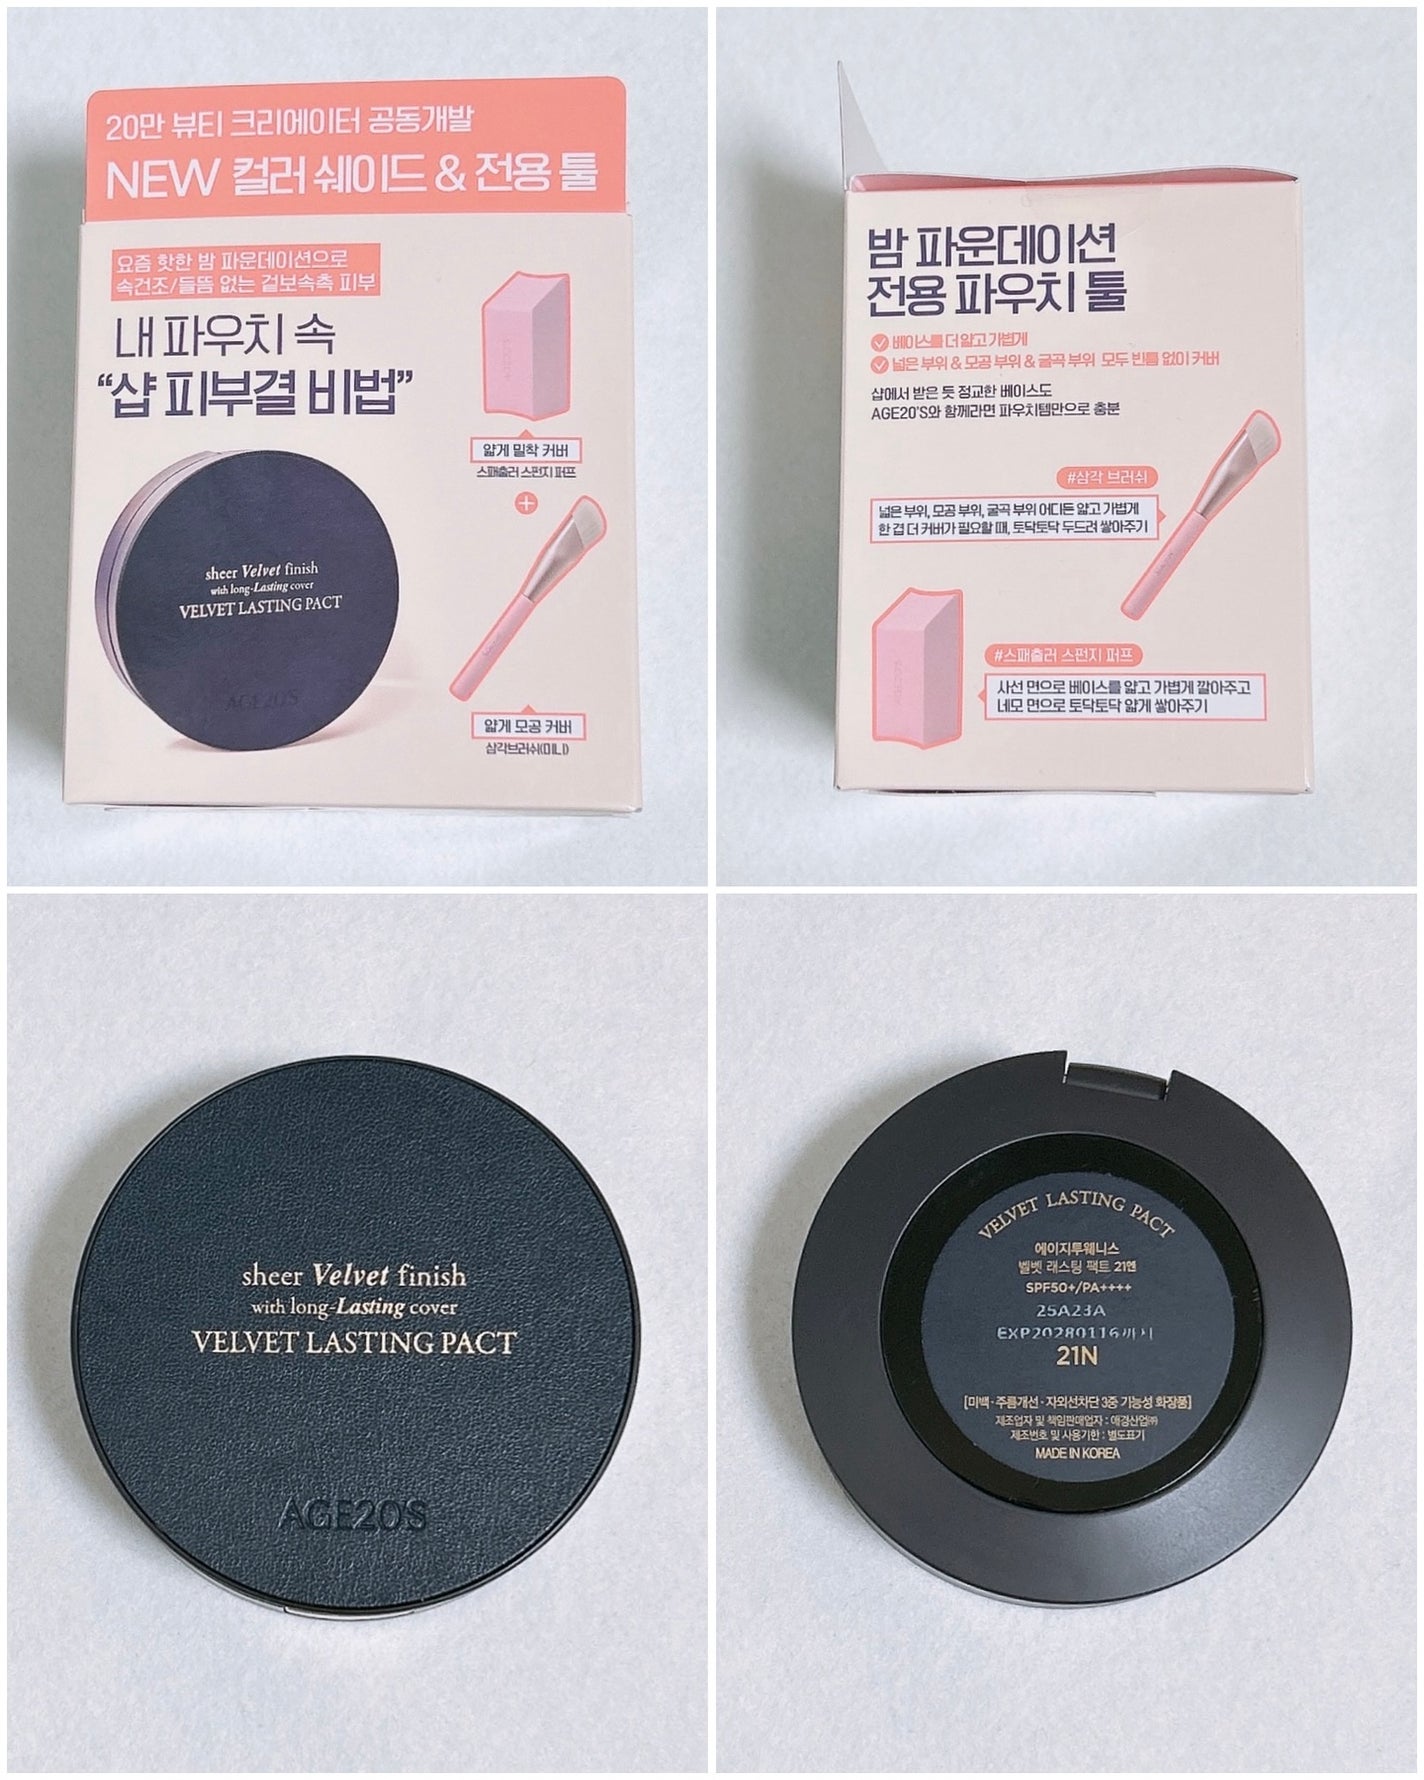 20만 뷰티 크리에이터 공동개발
NEW 컬러 쉐이드 & 전용 툴
요즘 핫한 밤 파운데이션으로
속건조/들뜸 없는 겉보속촉 피부
내 파우치 속
“샵 피부결 비법”
얇게 밀착 커버
스패츌러 스펀지 퍼프
+
얇게 모공 커버
삼각브러쉬(미니)
sheer Velvet finish
with long-Lasting cover
VELVET LASTING PACT
AGE20'S
밤 파운데이션
전용 파우치 툴
베이스를 더 얇고 가볍게
넓은 부위 & 모공 부위 & 굴곡 부위 모두 빈틈 없이 커버
샵에서 받은 듯 정교한 베이스도
AGE20'S와 함께라면 파우치템만으로 충분
#삼각 브러쉬
넓은 부위, 모공 부위, 굴곡 부위 어디든 얇고 가볍게
한 겹 더 커버가 필요할 때, 토닥토닥 두드려 쌓아주기
AGE20'S
#스패츌러 스펀지 퍼프
사선 면으로 베이스를 얇고 가볍게 깔아주고
네모 면으로 토닥토닥 얇게 쌓아주기
sheer Velvet finish
with long-Lasting cover
VELVET LASTING PACT
AGE20'S
VELVET LASTING PACT
에이지투웨니스
벨벳 래스팅 팩트 21엔
SPF50+/PA++++
25A23A
EXP20280116까지
21N
[미백·주름개선·자외선차단 3중 기능성 화장품]
제조업자 및 책임판매업자 : 애경산업㈜
제조번호 및 사용기한 : 별도표기
MADE IN KOREA